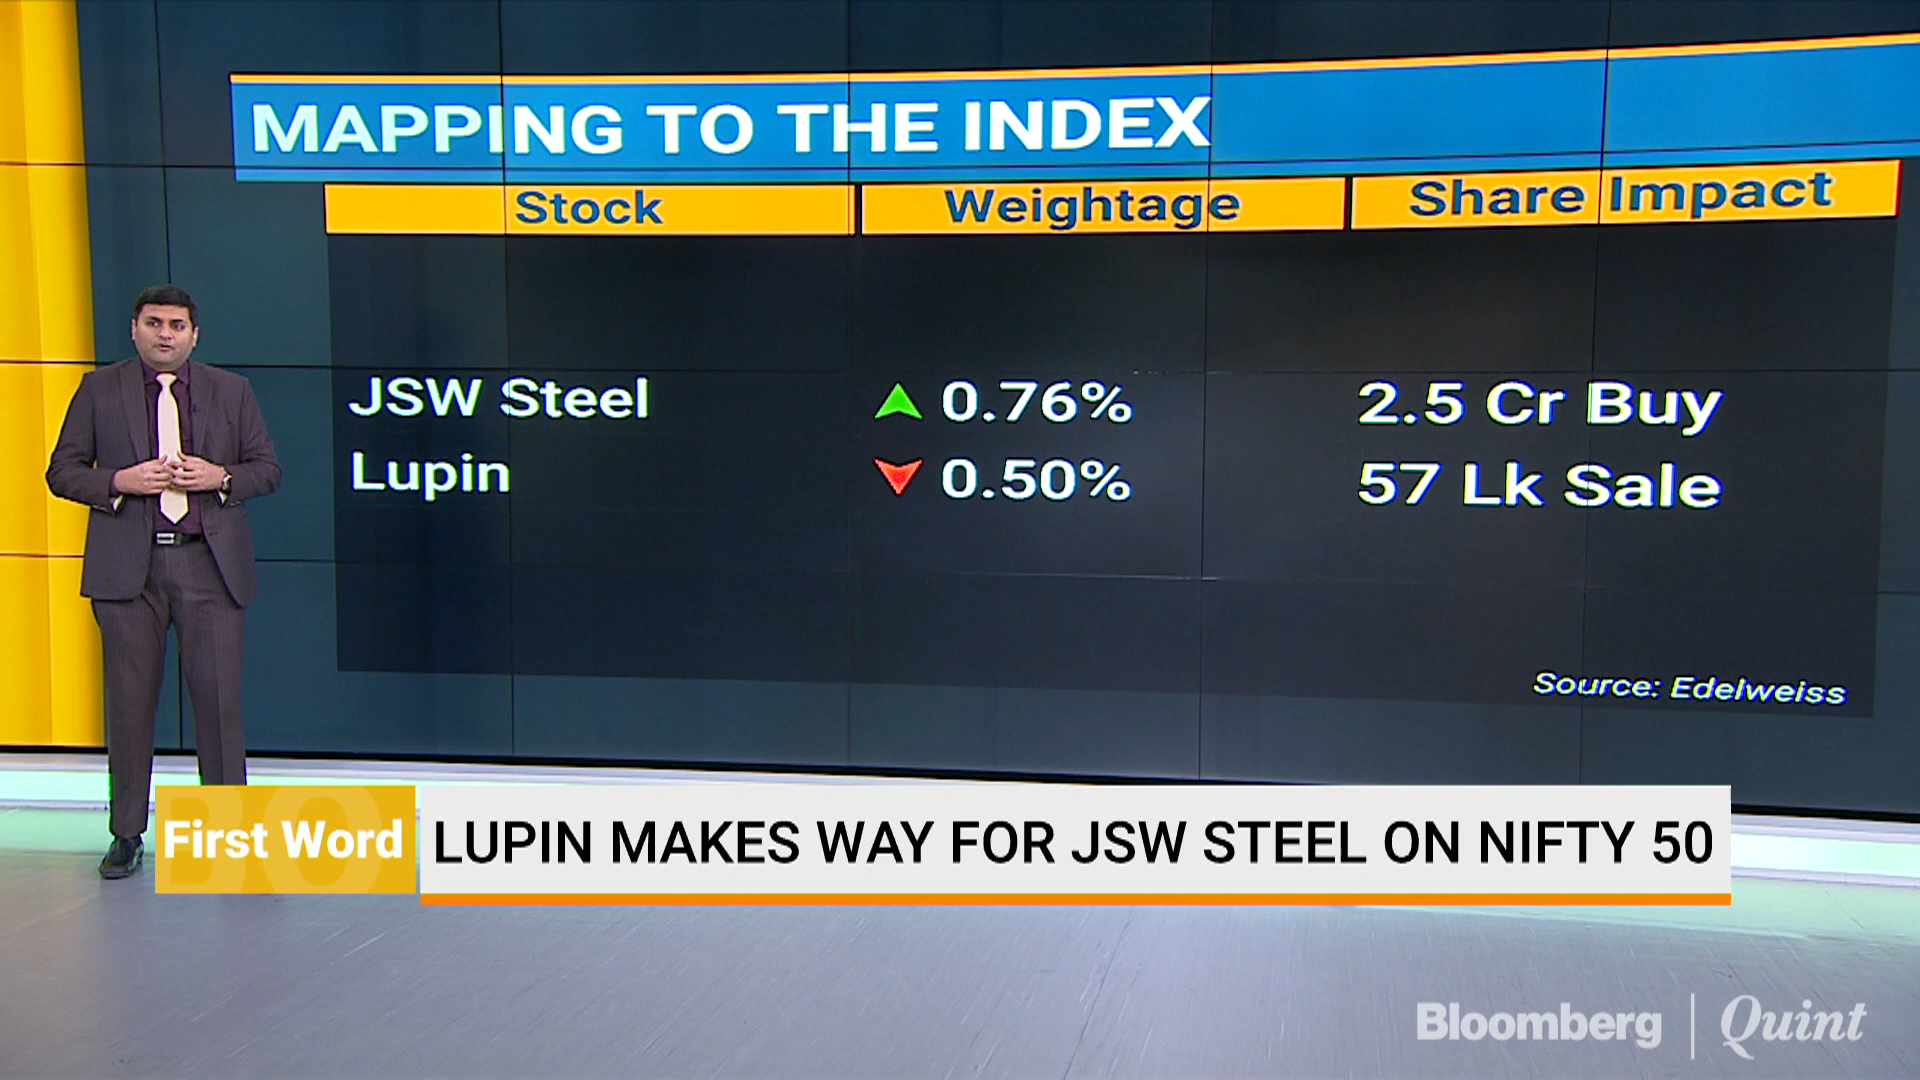 MAPPING TO THE INDEX
Stock Weightage Share Impact
JSW Steel 0.76% 2.5 Cr Buy
Lupin 0.50% 57 Lk Sale
Source: Edelweiss
First Word LUPIN MAKES WAY FOR JSW STEEL ON NIFTY 50
Bloomberg | Quint